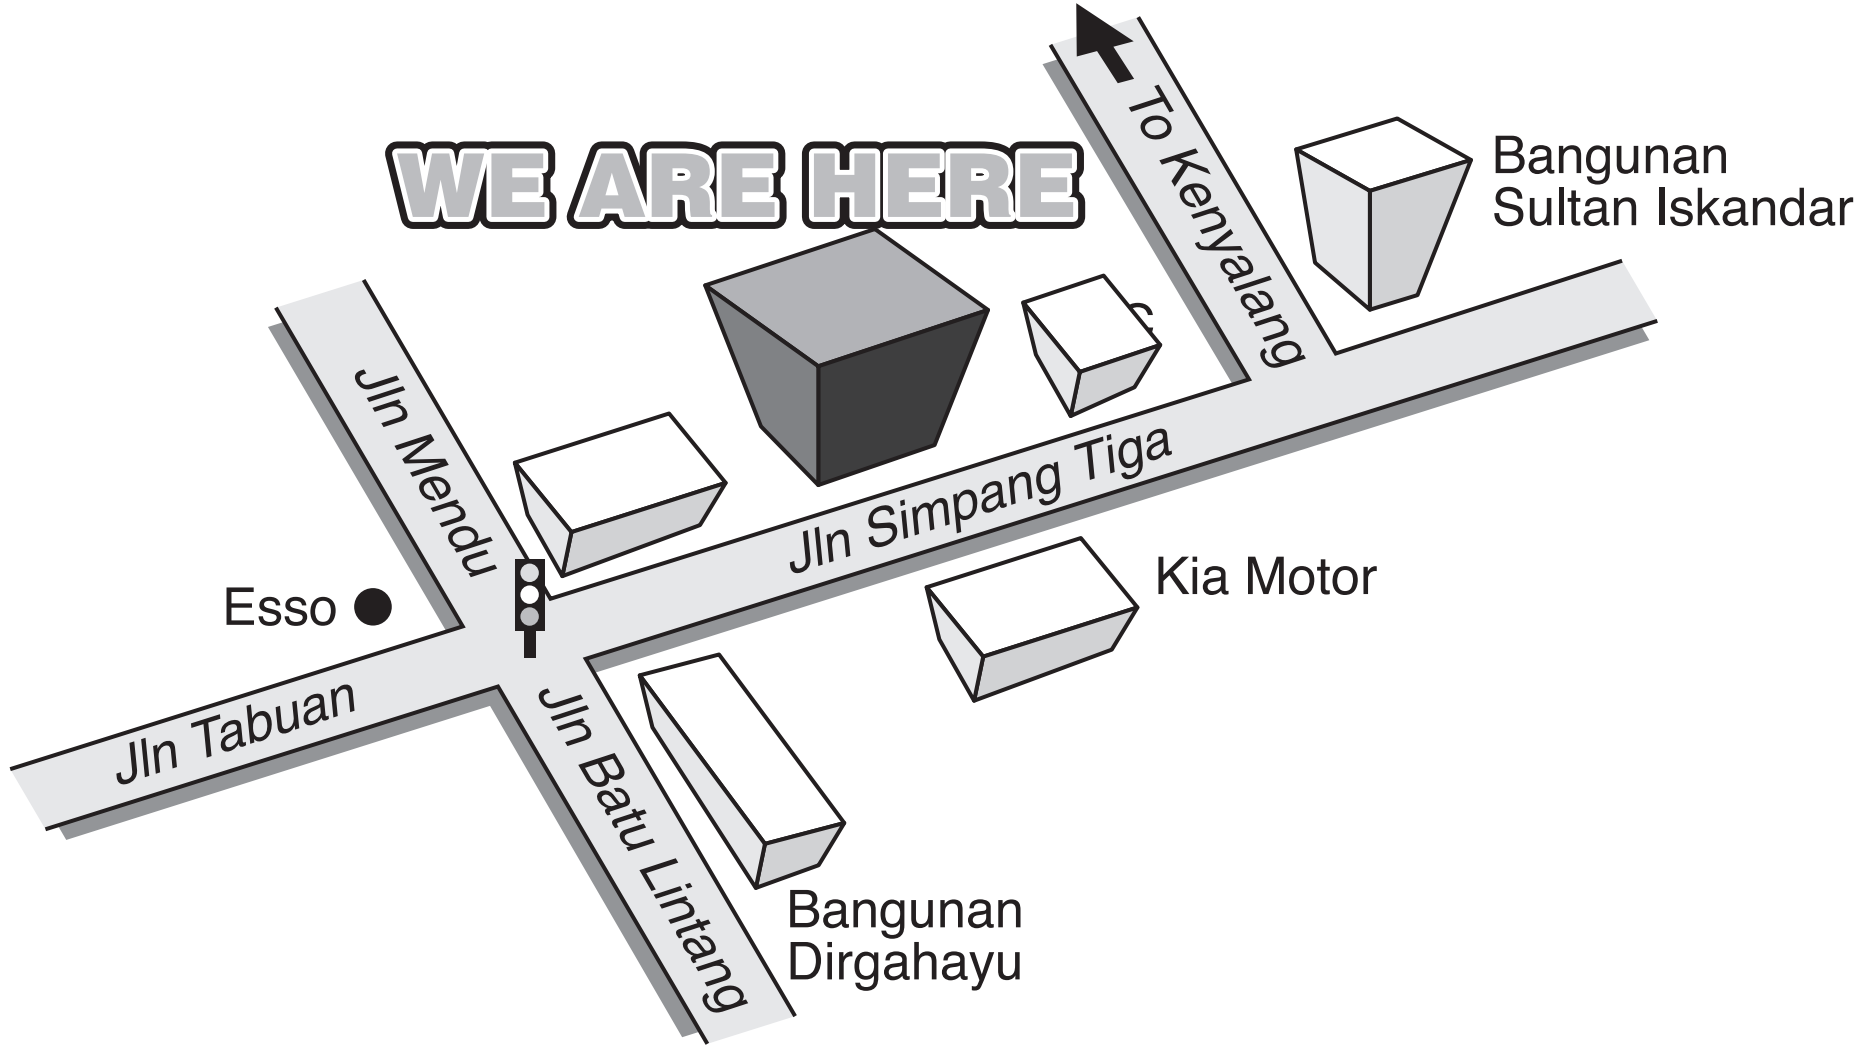 To Kenyalang
Bangunan
Sultan Iskandar
WE ARE HERE
Jln Mendu
Jln Simpang Tiga
Kia Motor
Esso
Jln Tabuan
Jln Batu Lintang
Bangunan
Dirgahayu